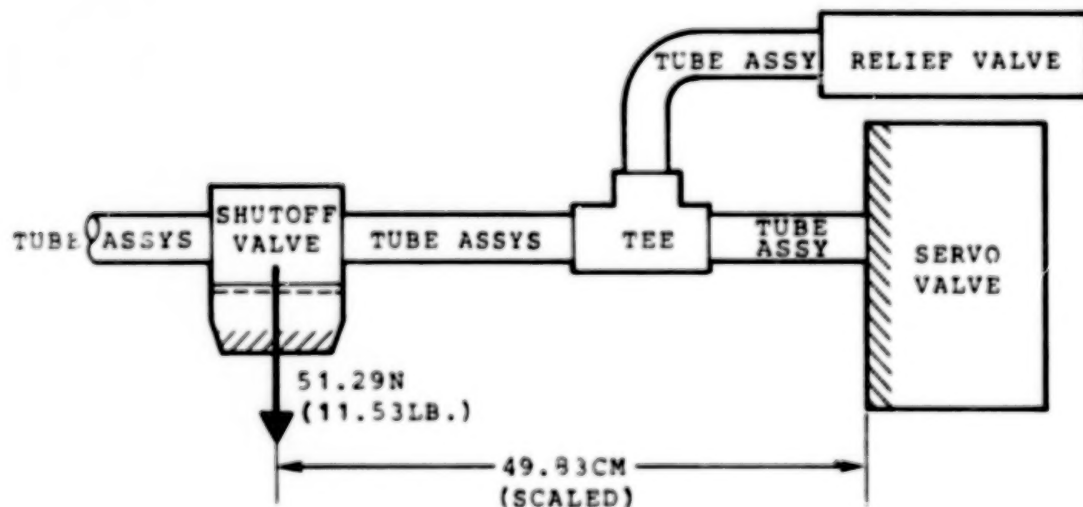 TUBE ASSY
RELIEF VALVE
SHUTOFF
VALVE
TUBE ASSYS
TUBE ASSYS
TEE
TUBE
ASSY
SERVO
VALVE
51.29N
(11.53LB.)
49.83CM
(SCALED)